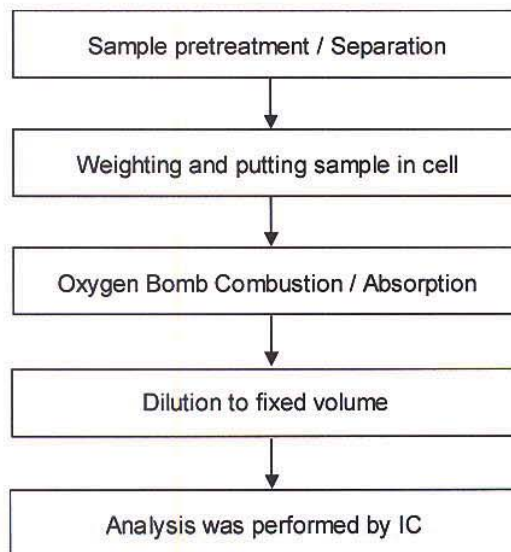 Sample pretreatment / Separation
Weighting and putting sample in cell
Oxygen Bomb Combustion / Absorption
Dilution to fixed volume
Analysis was performed by IC